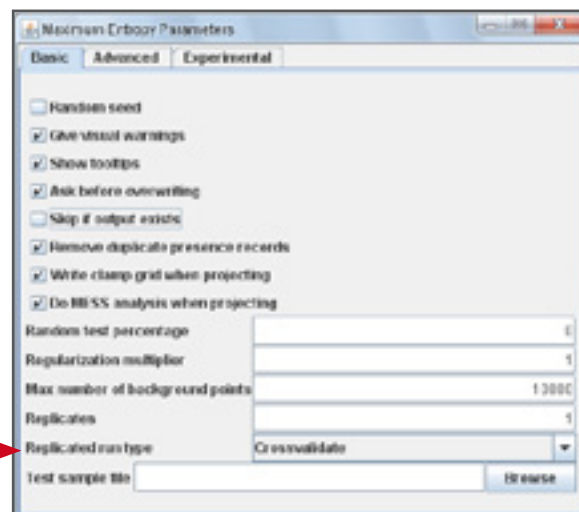 Maximum Entropy Parameters
Basic Advanced Experimental
Random seed
Give visual warnings
Show tooltips
Ask before overwriting
Skip if output exists
Remove duplicate presence records
Write clamp grid when projecting
Do MESS analysis when projecting
Random test percentage 0
Regularization multiplier 1
Max number of background points 10000
Replicates 1
Replicated run type Crossvalidate
Test sample file Browse